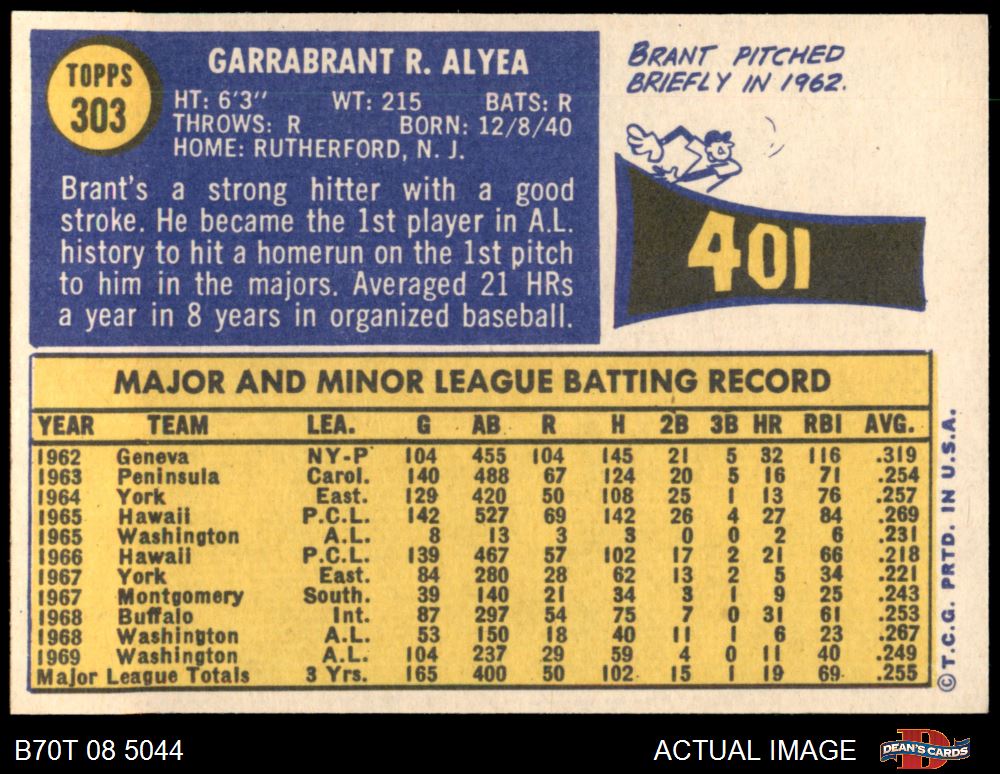 TOPPS
303
GARRABRANT R. ALYEA
HT: 6'3" WT: 215 BATS: R
THROWS: R BORN: 12/8/40
HOME: RUTHERFORD, N. J.
Brant's a strong hitter with a good
stroke. He became the 1st player in A.L.
history to hit a homerun on the 1st pitch
to him in the majors. Averaged 21 HRs
a year in 8 years in organized baseball.
BRANT PITCHED
BRIEFLY IN 1962.
401
MAJOR AND MINOR LEAGUE BATTING RECORD
YEAR TEAM LEA. G AB R H 2B 3B HR RBI AVG.
1962 Geneva NY-P 104 455 104 145 21 5 32 116 .319
1963 Peninsula Carol. 140 488 67 124 20 5 16 71 .254
1964 York East. 129 420 50 108 25 1 13 76 .257
1965 Hawaii P.C.L. 142 527 69 142 26 4 27 84 .269
1965 Washington A.L. 8 13 3 3 0 0 2 6 .231
1966 Hawaii P.C.L. 139 467 57 102 17 2 21 66 .218
1967 York East. 84 280 28 62 13 2 5 34 .221
1967 Montgomery South. 39 140 21 34 3 1 9 25 .243
1968 Buffalo Int. 87 297 54 75 7 0 31 61 .253
1968 Washington A.L. 53 150 18 40 11 1 6 23 .267
1969 Washington A.L. 104 237 29 59 4 0 11 40 .249
Major League Totals 3 Yrs. 165 400 50 102 15 1 19 69 .255
©T.C.G. PRTD. IN U.S.A.
B70T 08 5044
ACTUAL IMAGE
DEAN'S CARDS